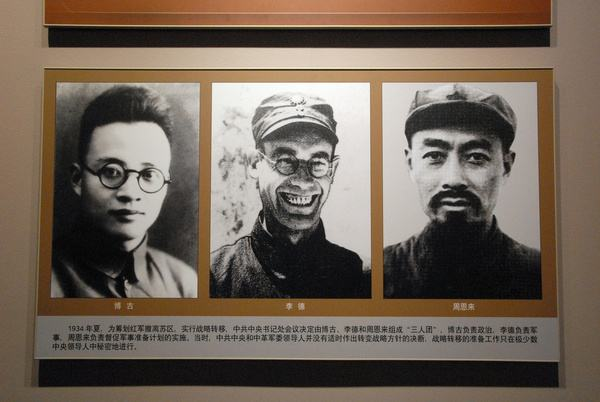 博 古
李 德
周恩来
1934年夏，为筹划红军撤离苏区，实行战略转移，中共中央书记处会议决定由博古、李德和周恩来组成“三人团”，博古负责政治，李德负责军
事，周恩来负责督促军事准备计划的实施。当时，中共中央和中革军委领导人并没有适时作出转变战略方针的决断，战略转移的准备工作只在极少数
中央领导人中秘密地进行。